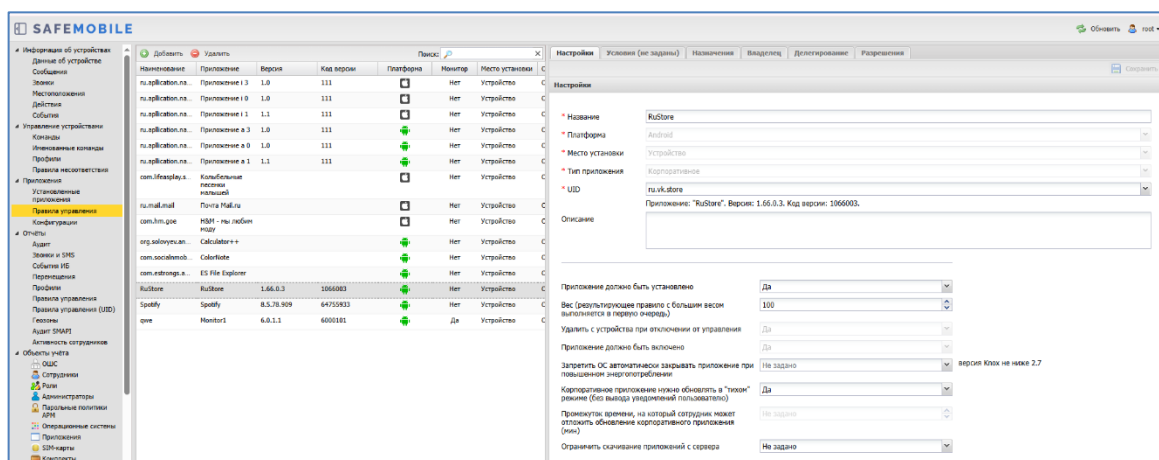 SAFEMOBILE
Обновить root
Информация об устройствах
Данные об устройстве
Сообщения
Звонки
Местоположения
Действия
События
Управление устройствами
Команды
Именованные команды
Профили
Правила несоответствия
Приложения
Установленные
приложения
Правила управления
Конфигурации
Отчёты
Аудит
Звонки и SMS
События ИБ
Перемещения
Профили
Правила управления
Правила управления (UID)
Геозоны
Аудит SMAPI
Активность сотрудников
Объекты учёта
ОШС
Сотрудники
Роли
Администраторы
Парольные политики
АРМ
Операционные системы
Приложения
SIM-карты
Комплекты
Добавить Удалить Поиск:
Наименование Приложение Версия Код версии Платформа Монитор Место установки С
ru.apllication.na... Приложение i 3 1.0 111 Нет Устройство С
ru.apllication.na... Приложение i 0 1.0 111 Нет Устройство С
ru.apllication.na... Приложение i 1 1.1 111 Нет Устройство С
ru.apllication.na... Приложение a 3 1.0 111 Нет Устройство С
ru.apllication.na... Приложение a 0 1.0 111 Нет Устройство С
ru.apllication.na... Приложение a 1 1.1 111 Нет Устройство С
com.lifeasplay.s... Колыбельные Нет Устройство С
песенки
малышей
ru.mail.mail Почта Mail.ru Нет Устройство С
com.hm.goe H&M - мы любим Нет Устройство С
моду
org.solovyev.an... Calculator++ Нет Устройство С
com.socialnmob... ColorNote Нет Устройство С
com.estrongs.a... ES File Explorer Нет Устройство С
RuStore RuStore 1.66.0.3 1066003 Нет Устройство С
Spotify Spotify 8.5.78.909 64755933 Нет Устройство С
qwe Monitor1 6.0.1.1 6000101 Да Устройство С
Настройки Условия (не заданы) Назначения Владелец Делегирование Разрешения
Сохранить
Настройки
* Название RuStore
* Платформа Android
* Место установки Устройство
* Тип приложения Корпоративное
* UID ru.vk.store
Приложение: "RuStore". Версия: 1.66.0.3. Код версии: 1066003.
Описание
Приложение должно быть установлено Да
Вес (результирующее правило с большим весом 100
выполняется в первую очередь)
Удалить с устройства при отключении от управления Да
Приложение должно быть включено Да
Запретить ОС автоматически закрывать приложение при Не задано версия Knox не ниже 2.7
повышенном энергопотреблении
Корпоративное приложение нужно обновлять в "тихом" Да
режиме (без вывода уведомлений пользователю)
Промежуток времени, на который сотрудник может Не задано
отложить обновление корпоративного приложения
(мин)
Ограничить скачивание приложений с сервера Не задано